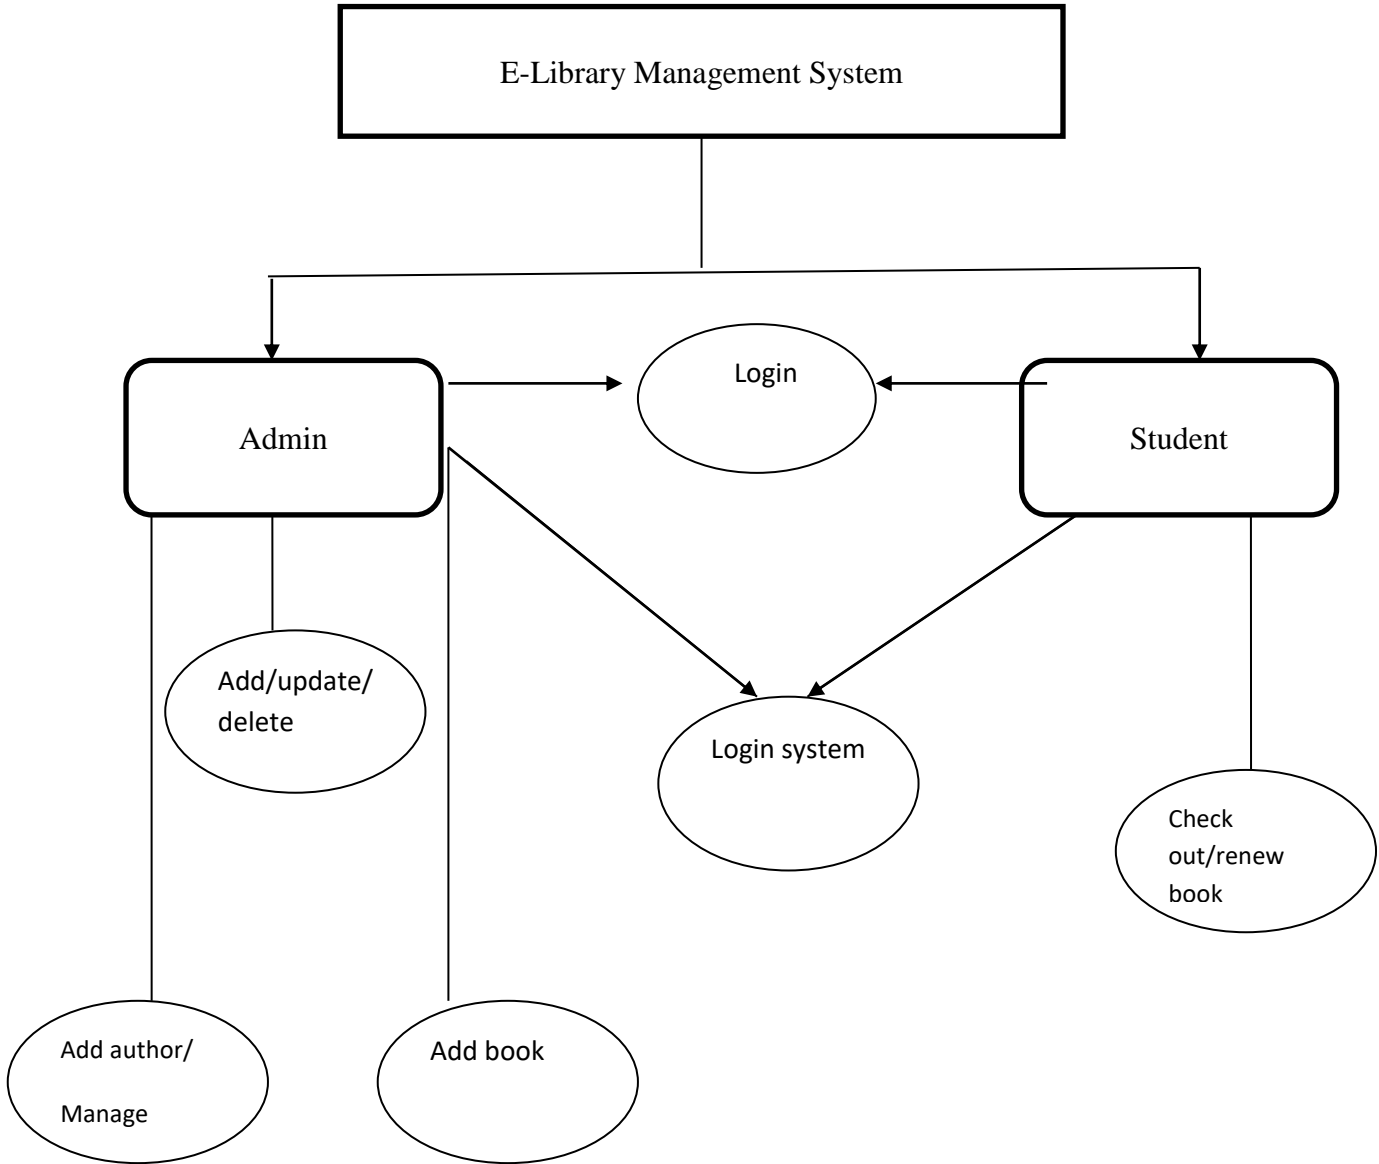 E-Library Management System
Login
Admin
Student
Add/update/
delete
Login system
Check
out/renew
book
Add author/
Manage
Add book